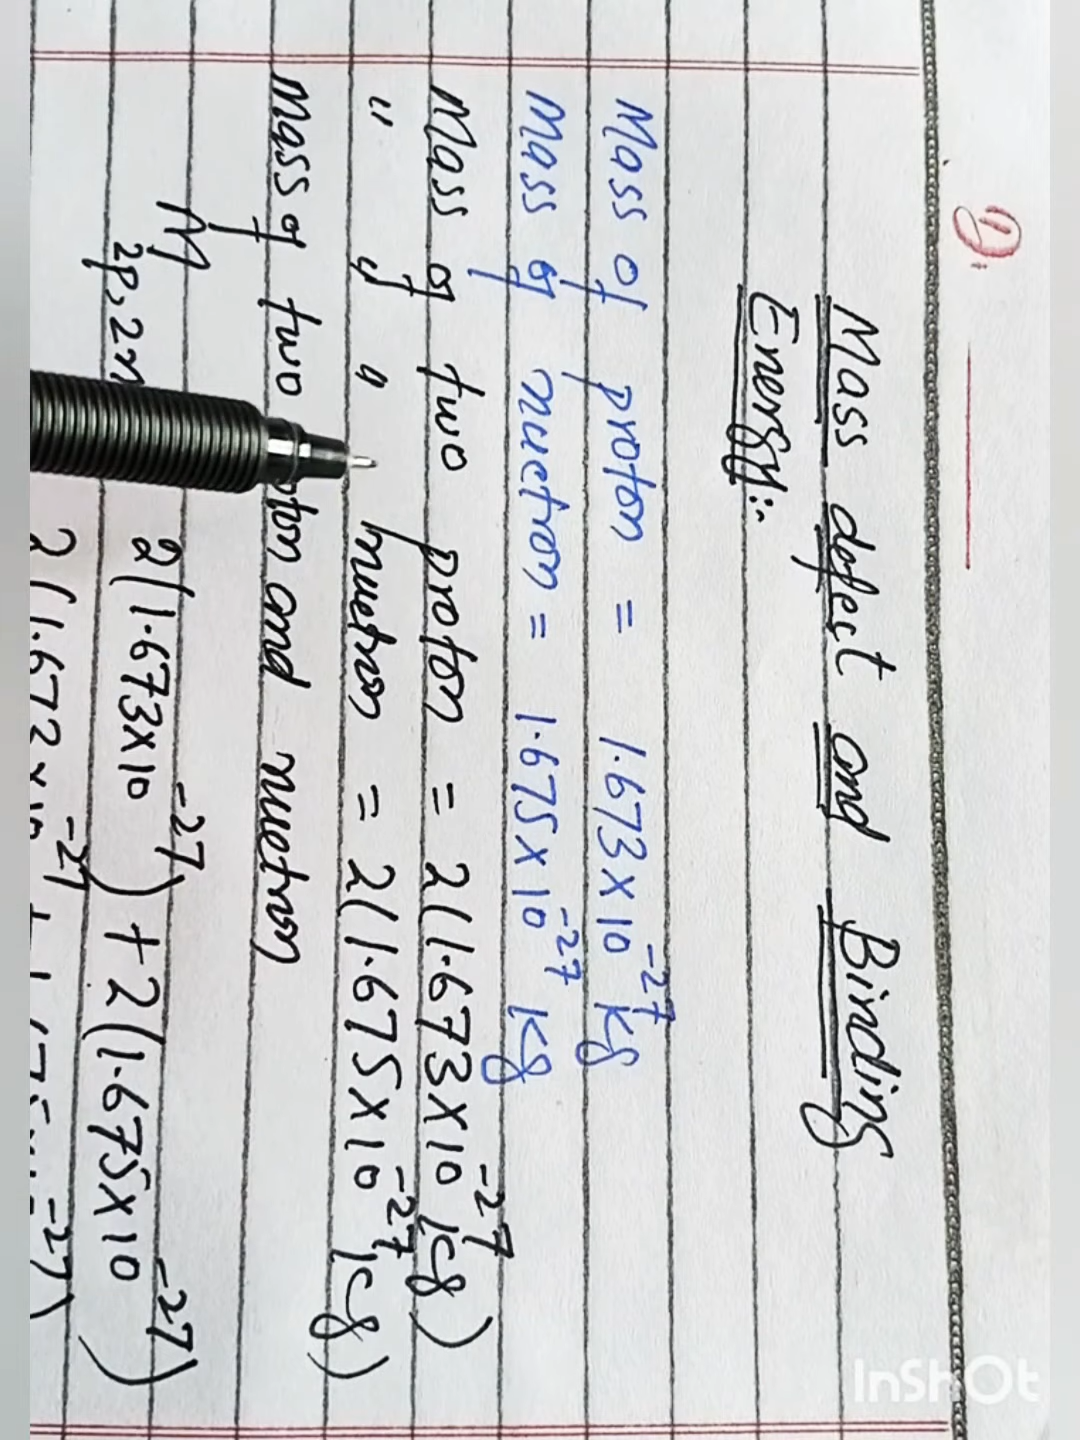 Mass defect and Binding
Energy:-
Mass of proton = 1.673×10⁻²⁷ kg
Mass of nuetron = 1.675×10⁻²⁷ kg
Mass of two proton = 2(1.673×10⁻²⁷ kg)
" " " nuetron = 2(1.675×10⁻²⁷ kg)
Mass of two and nuetron
M 2p,2n 2(1.673×10⁻²⁷) + 2(1.675×10⁻²⁷)
InShOt